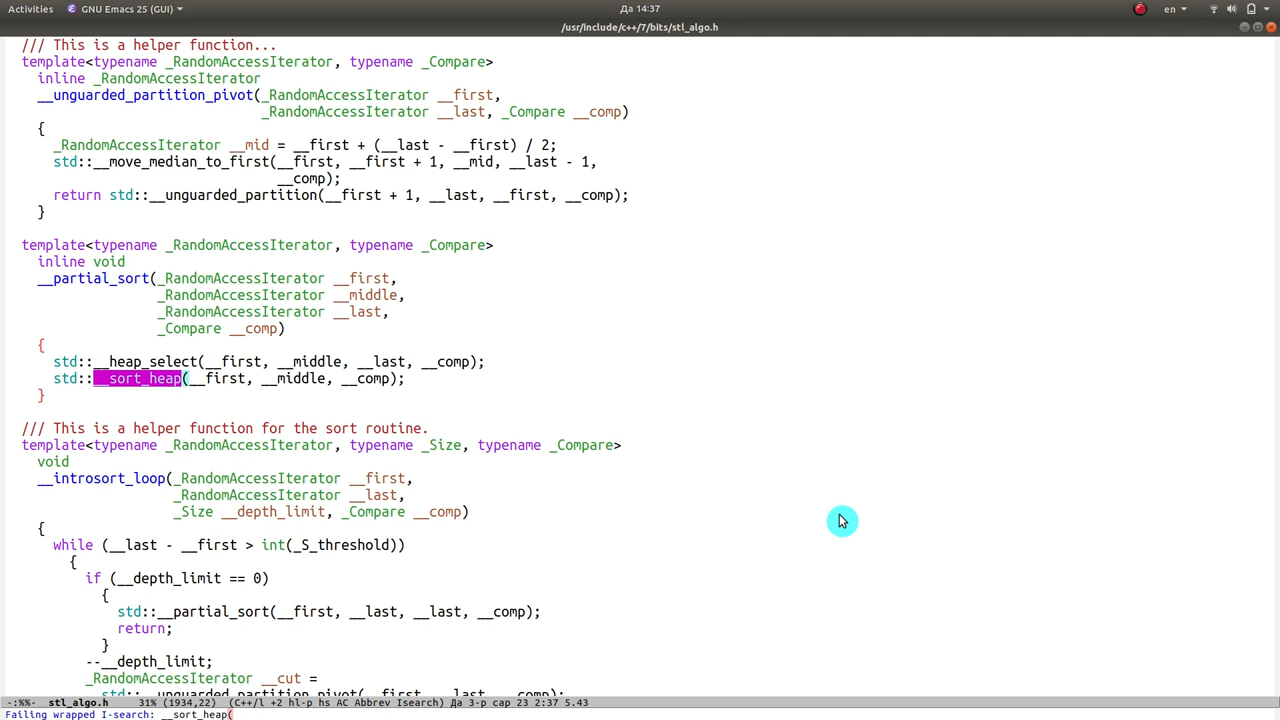 Activities GNU Emacs 25 (GUI) Да 14:37 en
/usr/include/c++/7/bits/stl_algo.h
/// This is a helper function...
template<typename _RandomAccessIterator, typename _Compare>
inline _RandomAccessIterator
__unguarded_partition_pivot(_RandomAccessIterator __first,
_RandomAccessIterator __last, _Compare __comp)
{
_RandomAccessIterator __mid = __first + (__last - __first) / 2;
std::__move_median_to_first(__first, __first + 1, __mid, __last - 1,
__comp);
return std::__unguarded_partition(__first + 1, __last, __first, __comp);
}
template<typename _RandomAccessIterator, typename _Compare>
inline void
__partial_sort(_RandomAccessIterator __first,
_RandomAccessIterator __middle,
_RandomAccessIterator __last,
_Compare __comp)
{
std::__heap_select(__first, __middle, __last, __comp);
std::__sort_heap(__first, __middle, __comp);
}
/// This is a helper function for the sort routine.
template<typename _RandomAccessIterator, typename _Size, typename _Compare>
void
__introsort_loop(_RandomAccessIterator __first,
_RandomAccessIterator __last,
_Size __depth_limit, _Compare __comp)
{
while (__last - __first > int(_S_threshold))
{
if (__depth_limit == 0)
{
std::__partial_sort(__first, __last, __last, __comp);
return;
}
--__depth_limit;
_RandomAccessIterator __cut =
std::__unguarded_partition_pivot(__first, __last, __comp);
-:%%- stl_algo.h 31% (1934,22) (C++/l +2 hl-p hs AC Abbrev Isearch) Да 3-р сар 23 2:37 5.43
Failing wrapped I-search: __sort_heap(